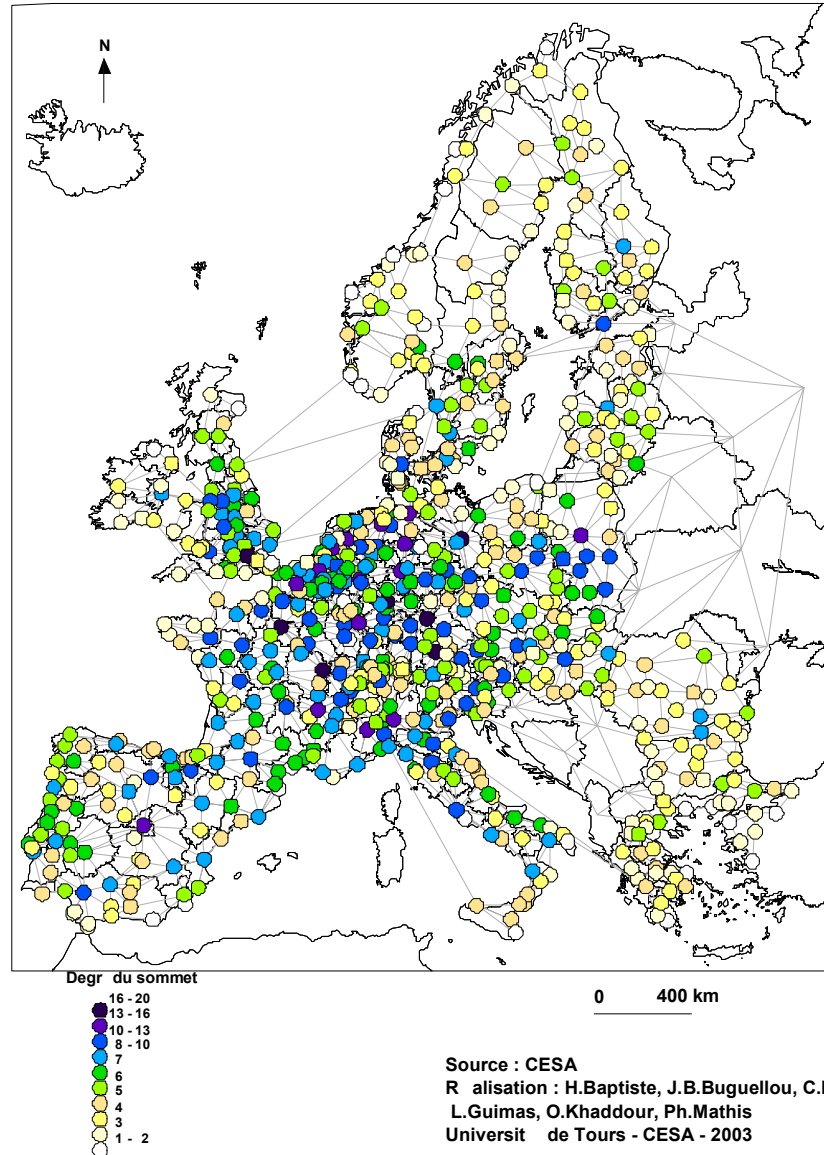 N
Degr du sommet
16 - 20
13 - 16
10 - 13
8 - 10
7
6
5
4
3
1 - 2
0 400 km
Source : CESA
R alisation : H.Baptiste, J.B.Buguellou, C.
L.Guimas, O.Khaddour, Ph.Mathis
Universit de Tours - CESA - 2003